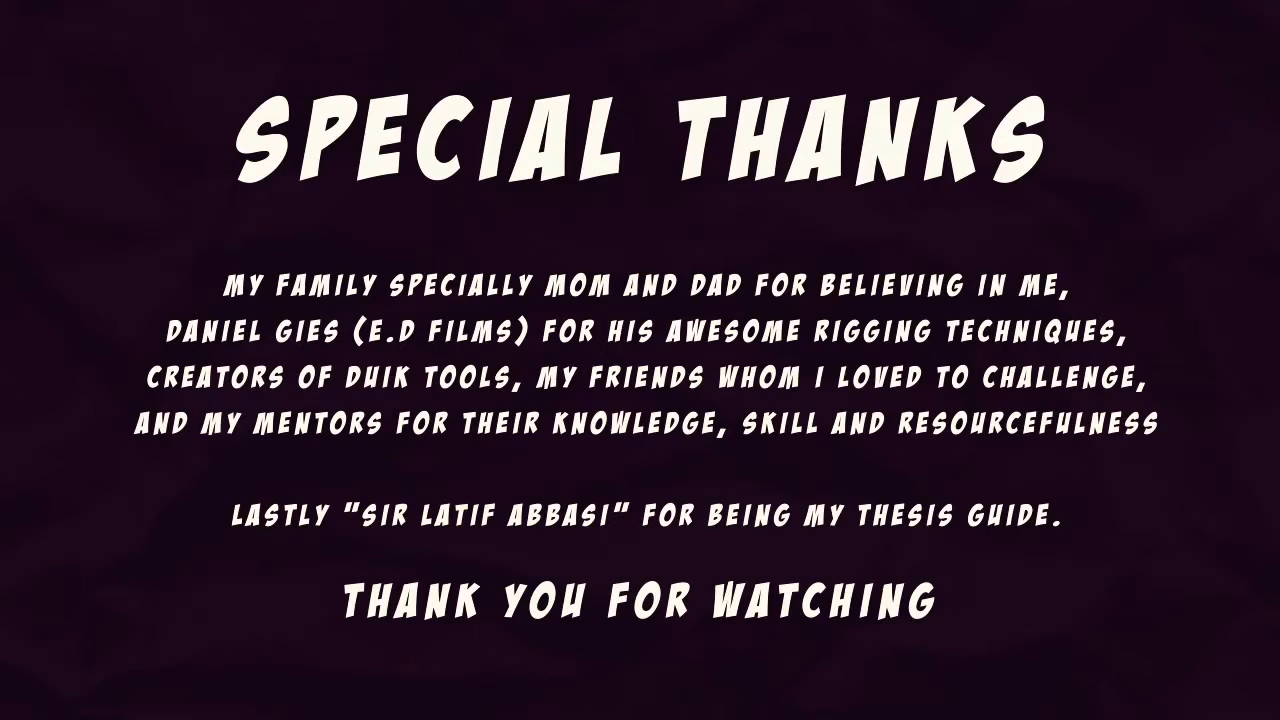 SPECIAL THANKS
MY FAMILY SPECIALLY MOM AND DAD FOR BELIEVING IN ME,
DANIEL GIES (E.D FILMS) FOR HIS AWESOME RIGGING TECHNIQUES,
CREATORS OF DUIK TOOLS, MY FRIENDS WHOM I LOVED TO CHALLENGE,
AND MY MENTORS FOR THEIR KNOWLEDGE, SKILL AND RESOURCEFULNESS
LASTLY "SIR LATIF ABBASI" FOR BEING MY THESIS GUIDE.
THANK YOU FOR WATCHING